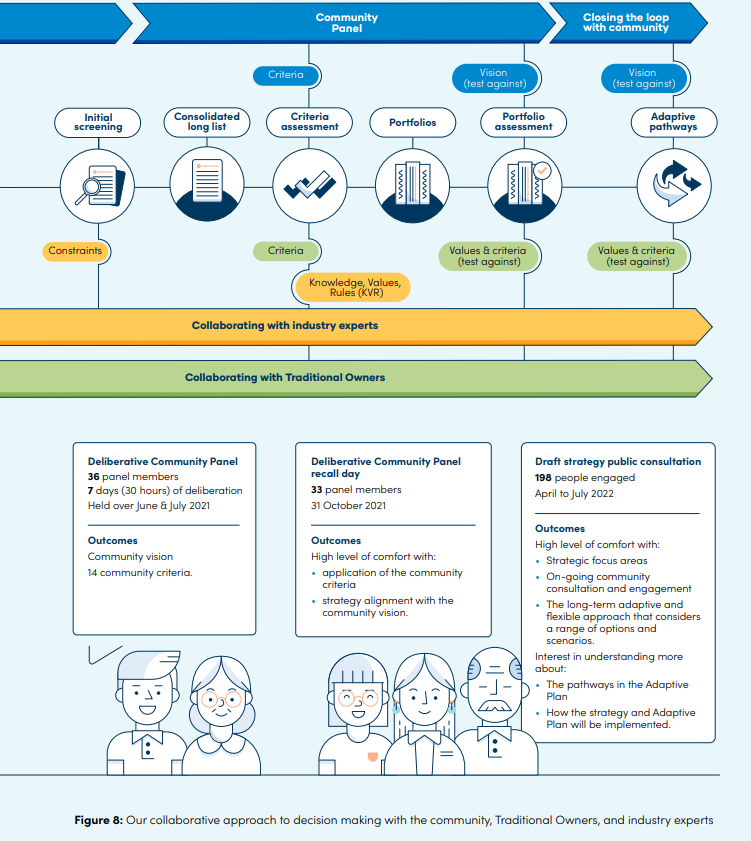 Community
Panel
Closing the loop
with community
Criteria
Vision
(test against)
Vision
(test against)
Initial
screening
Consolidated
long list
Criteria
assessment
Portfolios
Portfolio
assessment
Adaptive
pathways
Constraints
Criteria
Values & criteria
(test against)
Values & criteria
(test against)
Knowledge, Values,
Rules (KVR)
Collaborating with industry experts
Collaborating with Traditional Owners
Deliberative Community Panel
36 panel members
7 days (30 hours) of deliberation
Held over June & July 2021
Outcomes
Community vision
14 community criteria.
Deliberative Community Panel
recall day
33 panel members
31 October 2021
Outcomes
High level of comfort with:
• application of the community
criteria
• strategy alignment with the
community vision.
Draft strategy public consultation
198 people engaged
April to July 2022
Outcomes
High level of comfort with:
• Strategic focus areas
• On-going community
consultation and engagement
• The long-term adaptive and
flexible approach that considers
a range of options and
scenarios.
Interest in understanding more
about:
• The pathways in the Adaptive
Plan
• How the strategy and Adaptive
Plan will be implemented.
Figure 8: Our collaborative approach to decision making with the community, Traditional Owners, and industry experts